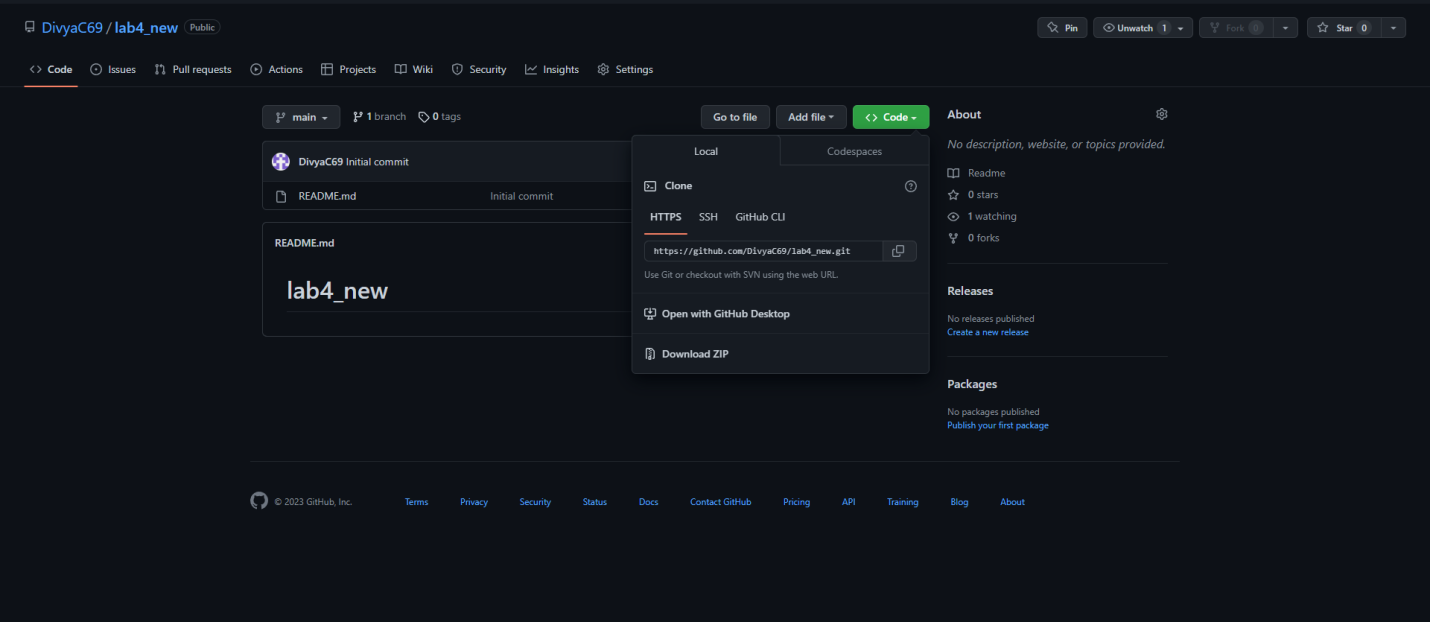 DivyaC69 / lab4_new Public
Pin Unwatch 1 Fork 0 Star 0
Code Issues Pull requests Actions Projects Wiki Security Insights Settings
main 1 branch 0 tags Go to file Add file Code
DivyaC69 Initial commit
README.md Initial commit
README.md
lab4_new
Local Codespaces
Clone
HTTPS SSH GitHub CLI
https://github.com/DivyaC69/lab4_new.git
Use Git or checkout with SVN using the web URL.
Open with GitHub Desktop
Download ZIP
About
No description, website, or topics provided.
Readme
0 stars
1 watching
0 forks
Releases
No releases published
Create a new release
Packages
No packages published
Publish your first package
© 2023 GitHub, Inc. Terms Privacy Security Status Docs Contact GitHub Pricing API Training Blog About